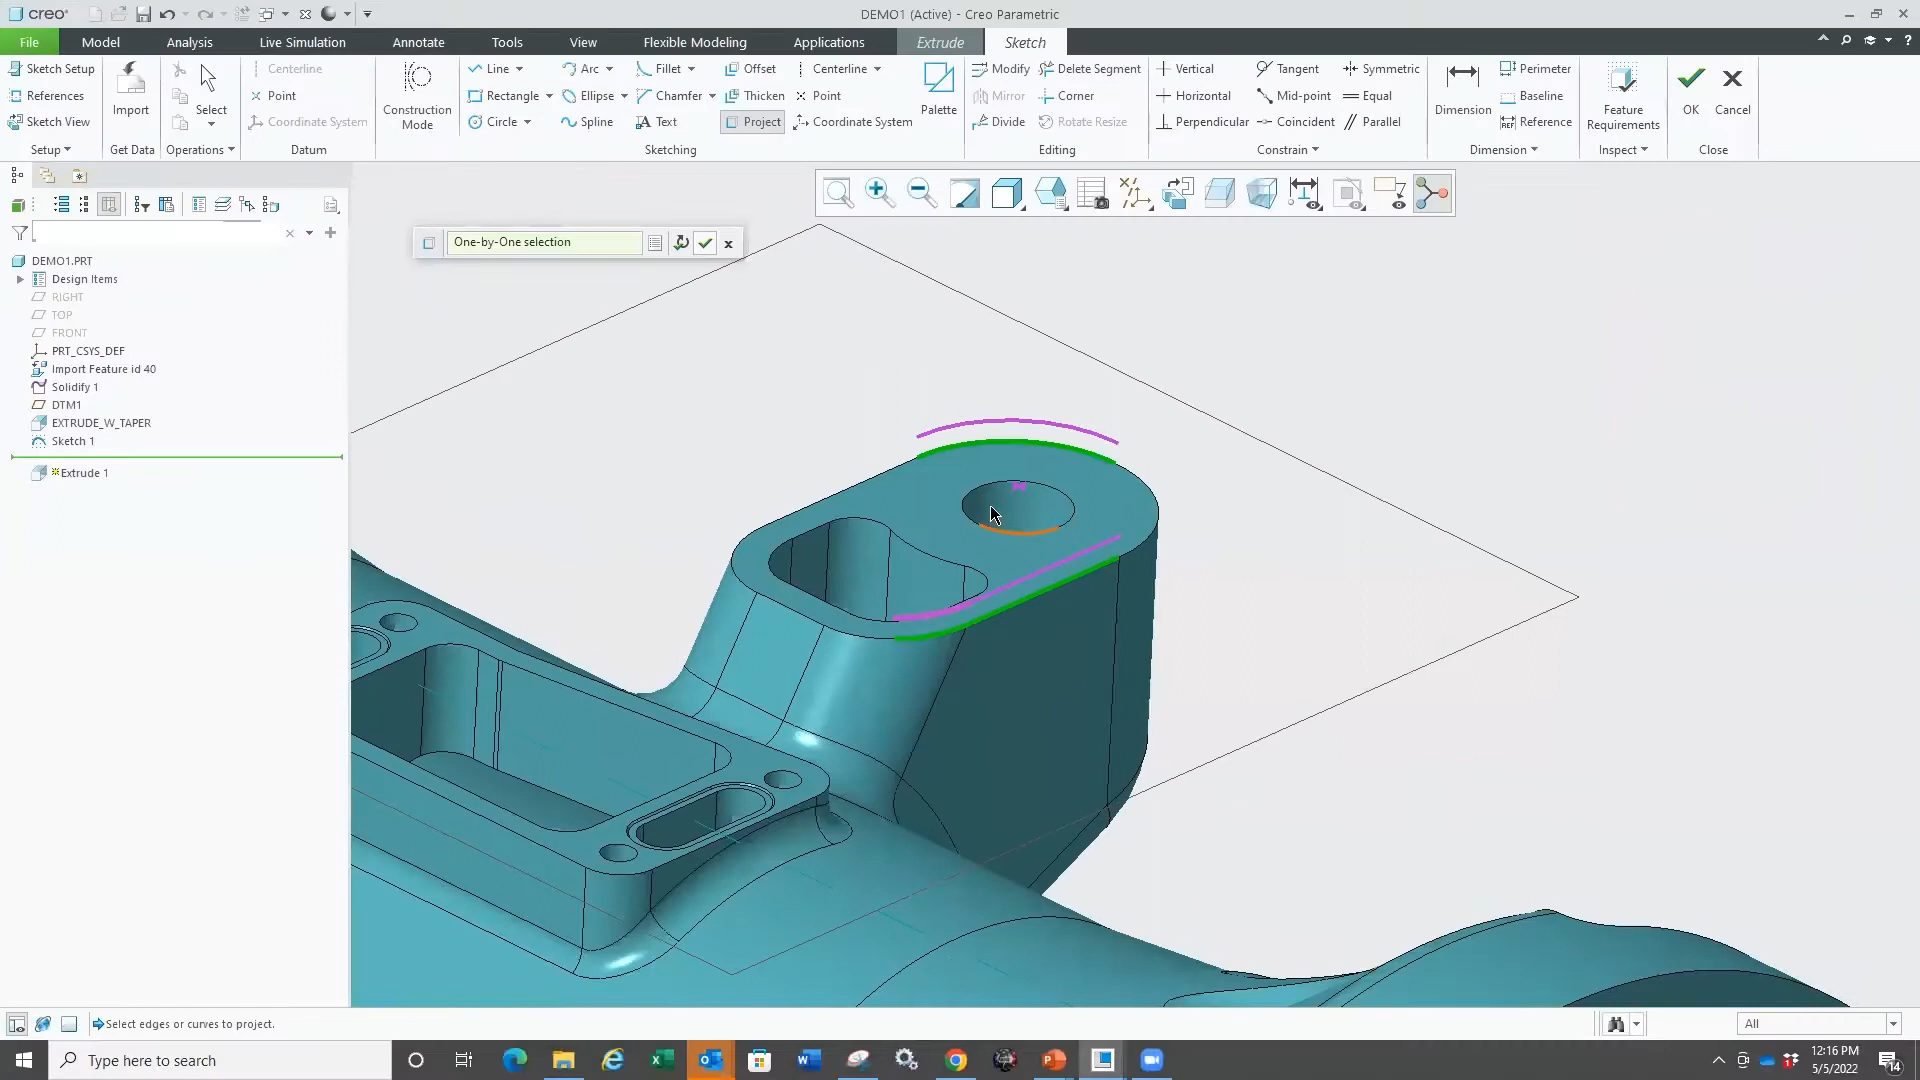 creo
DEMO1 (Active) - Creo Parametric
File Model Analysis Live Simulation Annotate Tools View Flexible Modeling Applications Extrude Sketch
Sketch Setup
References
Sketch View
Setup
Import
Get Data
Select
Operations
Centerline
Point
Coordinate System
Datum
Construction
Mode
Line Arc Fillet Offset Centerline
Rectangle Ellipse Chamfer Thicken Point
Circle Spline Text Project Coordinate System
Palette
Sketching
Modify Delete Segment
Mirror Corner
Divide Rotate Resize
Editing
Vertical Tangent Symmetric
Horizontal Mid-point Equal
Perpendicular Coincident Parallel
Constrain
Dimension
Perimeter
Baseline
REF Reference
Dimension
Feature
Requirements
Inspect
OK Cancel
Close
One-by-One selection
DEMO1.PRT
Design Items
RIGHT
TOP
FRONT
PRT_CSYS_DEF
Import Feature id 40
Solidify 1
DTM1
EXTRUDE_W_TAPER
Sketch 1
Extrude 1
Select edges or curves to project.
All
Type here to search
12:16 PM
5/5/2022
14